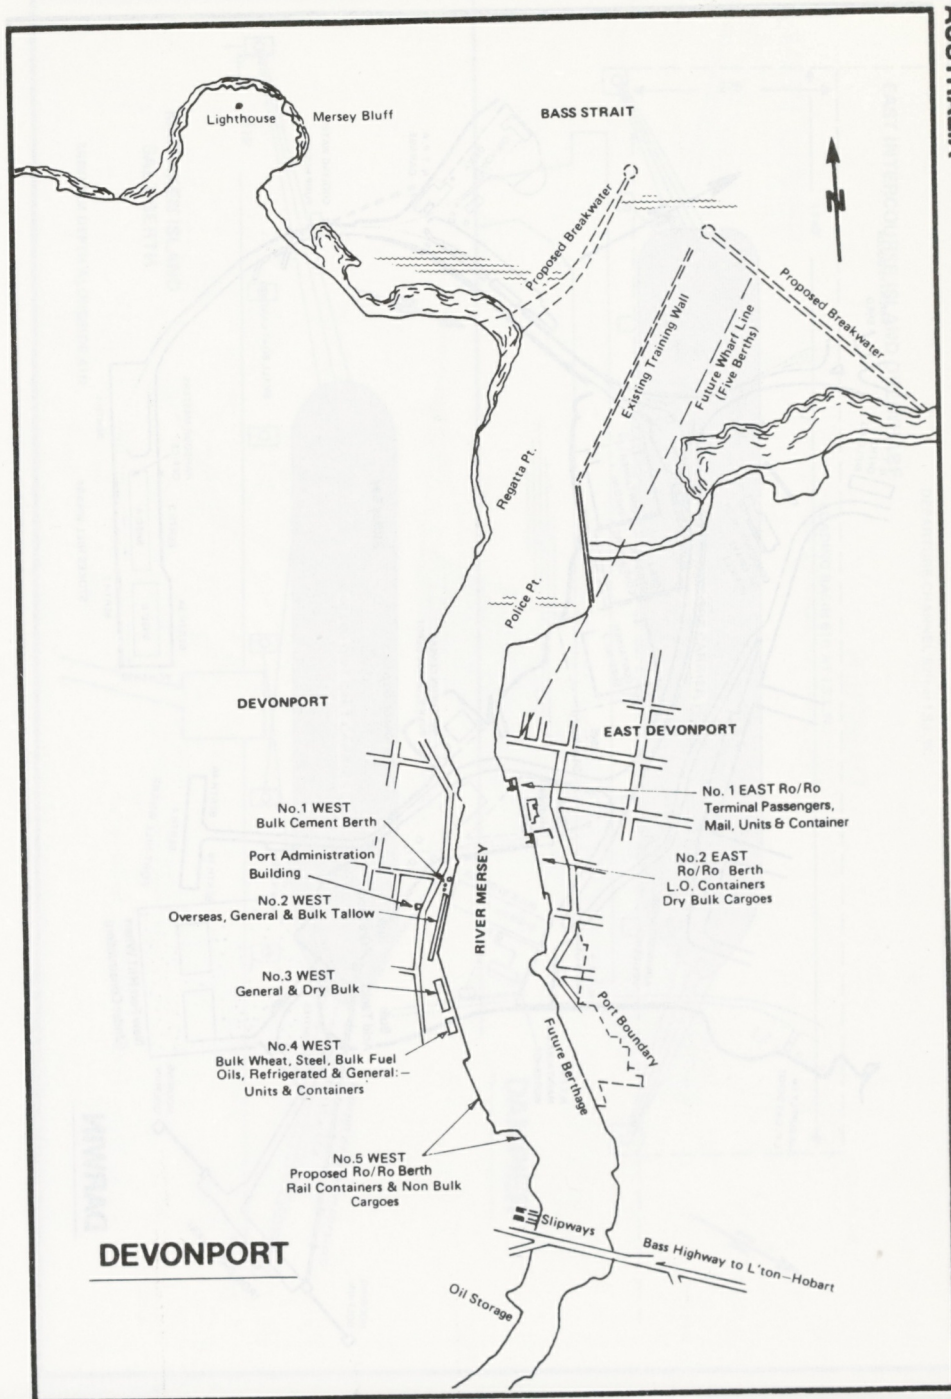 AUSTRALIA
BASS STRAIT
Lighthouse
Mersey Bluff
N
Proposed Breakwater
Proposed Breakwater
Existing Training Wall
Future Wharf Line
(Five Berths)
Regatta Pt.
Police Pt.
DEVONPORT
EAST DEVONPORT
No.1 WEST
Bulk Cement Berth
Port Administration
Building
No.2 WEST
Overseas, General & Bulk Tallow
No.3 WEST
General & Dry Bulk
No.4 WEST
Bulk Wheat, Steel, Bulk Fuel
Oils, Refrigerated & General:—
Units & Containers
No.5 WEST
Proposed Ro/Ro Berth
Rail Containers & Non Bulk
Cargoes
RIVER MERSEY
No. 1 EAST Ro/Ro
Terminal Passengers,
Mail, Units & Container
No.2 EAST
Ro/Ro Berth
L.O. Containers
Dry Bulk Cargoes
Port Boundary
Future Berthage
Slipways
Bass Highway to L'ton—Hobart
Oil Storage
DEVONPORT
DARWIN